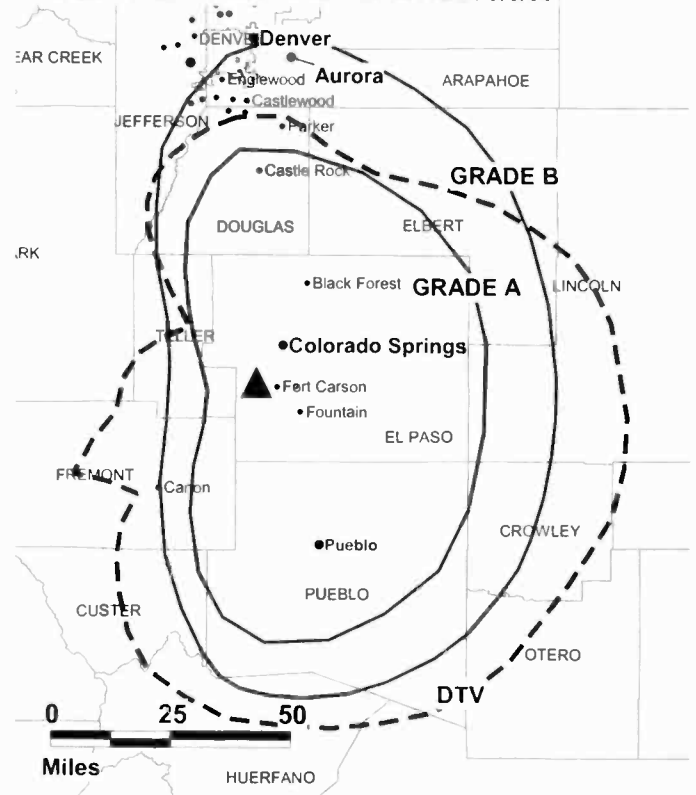 DENVER
Denver
EAR CREEK
Aurora
Englewood
ARAPAHOE
Castlewood
JEFFERSON
Parker
Castle Rock
GRADE B
DOUGLAS
ELBERT
ARK
Black Forest
GRADE A
LINCOLN
TELLER
Colorado Springs
Fort Carson
Fountain
EL PASO
FREMONT
Canon
CROWLEY
Pueblo
PUEBLO
CUSTER
OTERO
DTV
0 25 50
Miles
HUERFANO